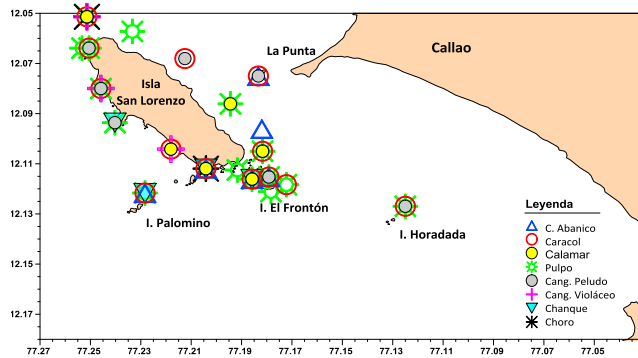 12.05
12.07
12.09
12.11
12.13
12.15
12.17
La Punta
Callao
Isla
San Lorenzo
I. Palomino
I. El Frontón
I. Horadada
Leyenda
C. Abanico
Caracol
Calamar
Pulpo
Cang. Peludo
Cang. Violáceo
Chanque
Choro
77.27 77.25 77.23 77.21 77.19 77.17 77.15 77.13 77.11 77.09 77.07 77.05